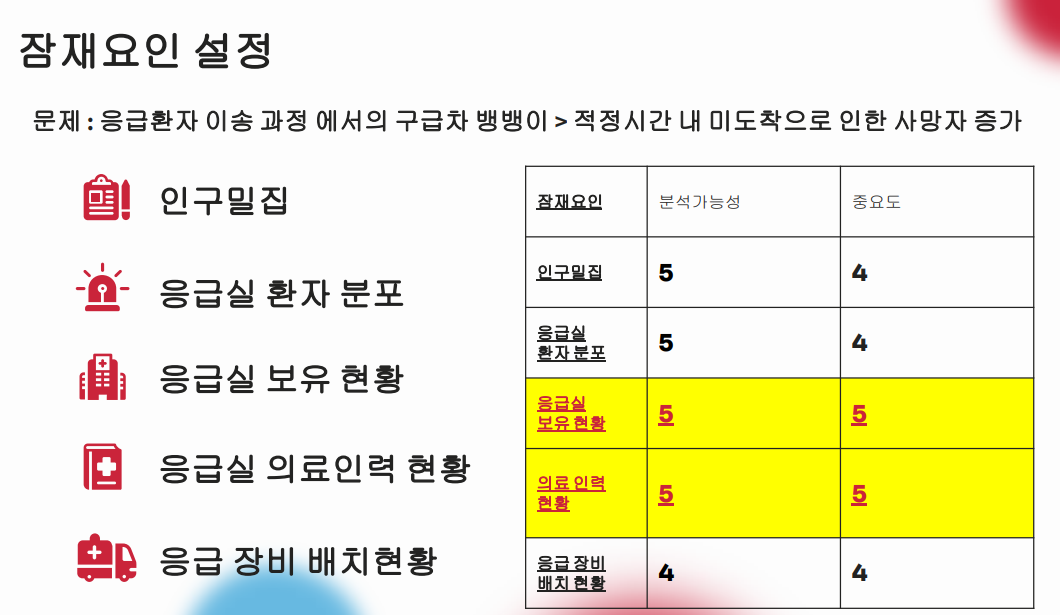 잠재요인 설정
문제 : 응급환자 이송 과정 에서의 구급차 뺑뺑이 > 적정시간 내 미도착으로 인한 사망자 증가
인구밀집
응급실 환자 분포
응급실 보유 현황
응급실 의료인력 현황
응급 장비 배치현황
잠재요인 분석가능성 중요도
인구밀집 5 4
응급실
환자 분포 5 4
응급실
보유 현황 5 5
의료 인력
현황 5 5
응급 장비
배치 현황 4 4